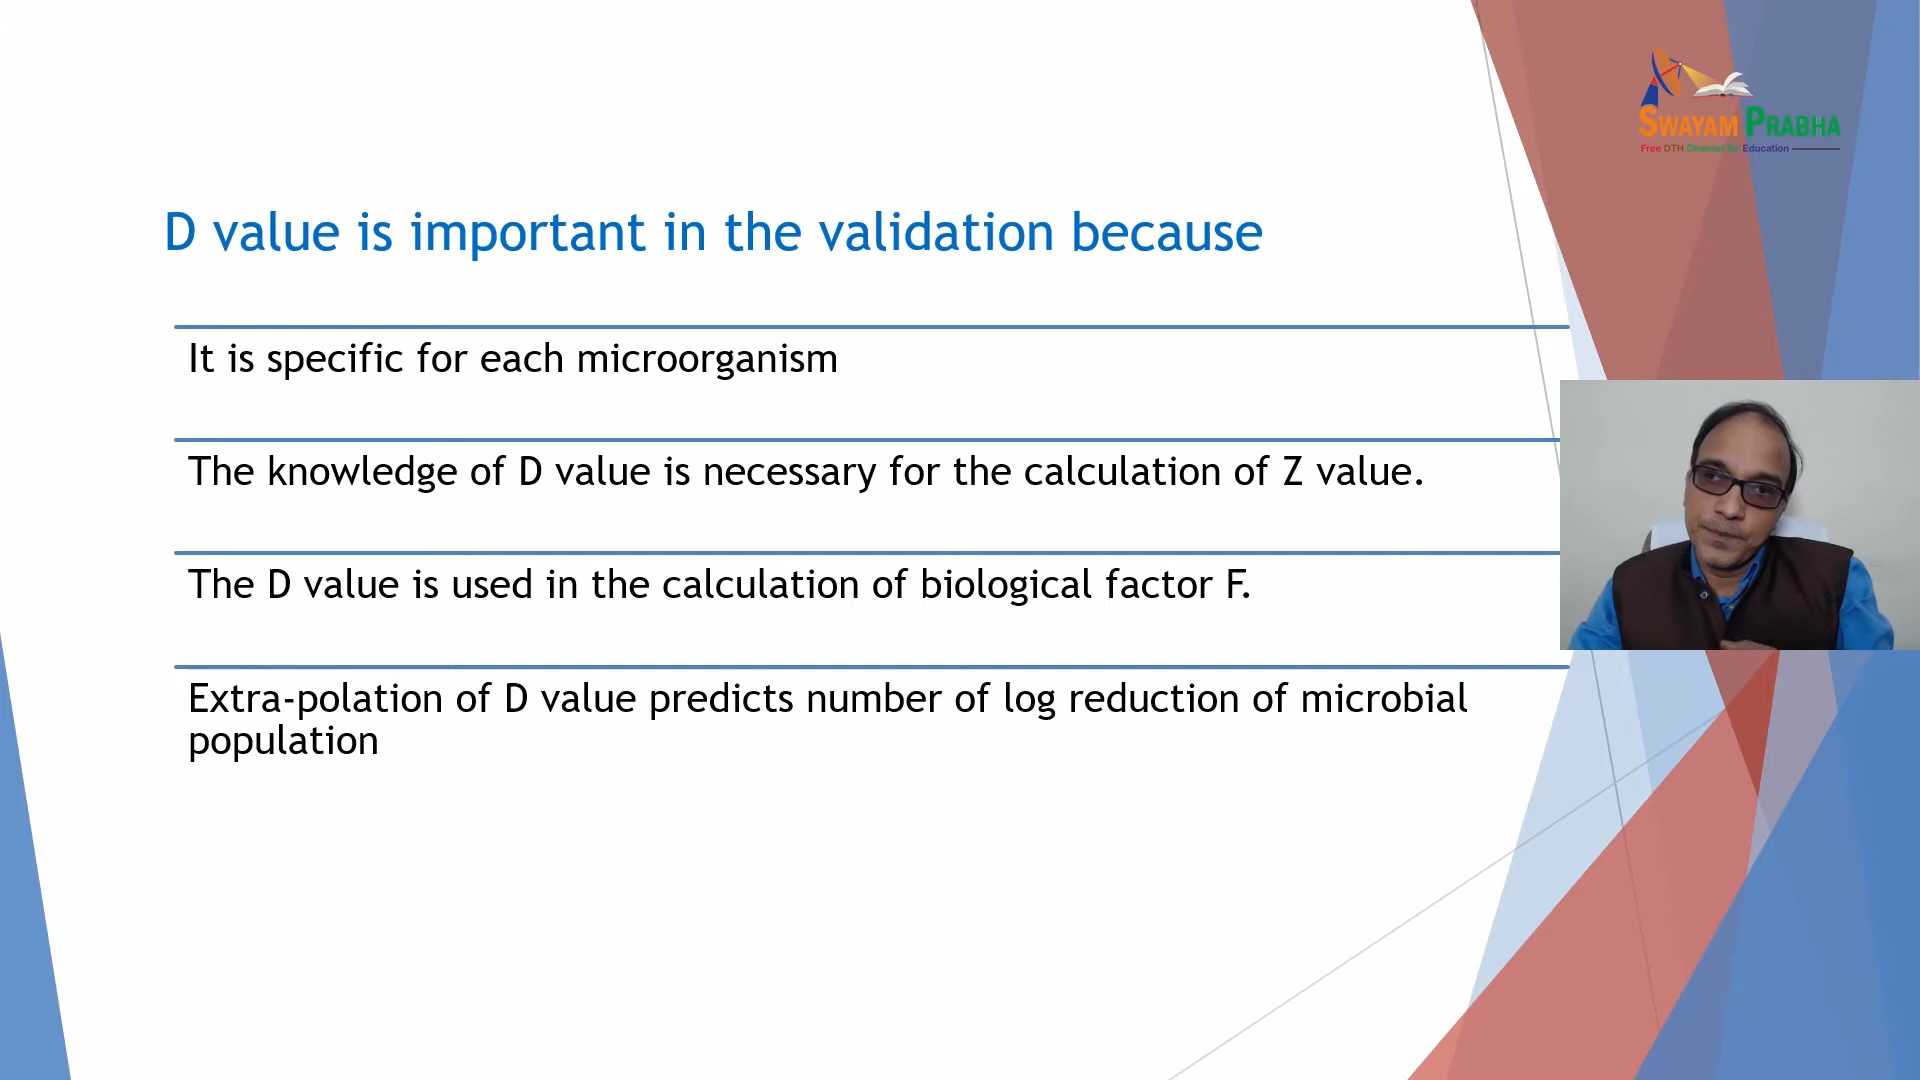 SWAYAM PRABHA
Free DTH Channel for Education
D value is important in the validation because
It is specific for each microorganism
The knowledge of D value is necessary for the calculation of Z value.
The D value is used in the calculation of biological factor F.
Extra-polation of D value predicts number of log reduction of microbial
population